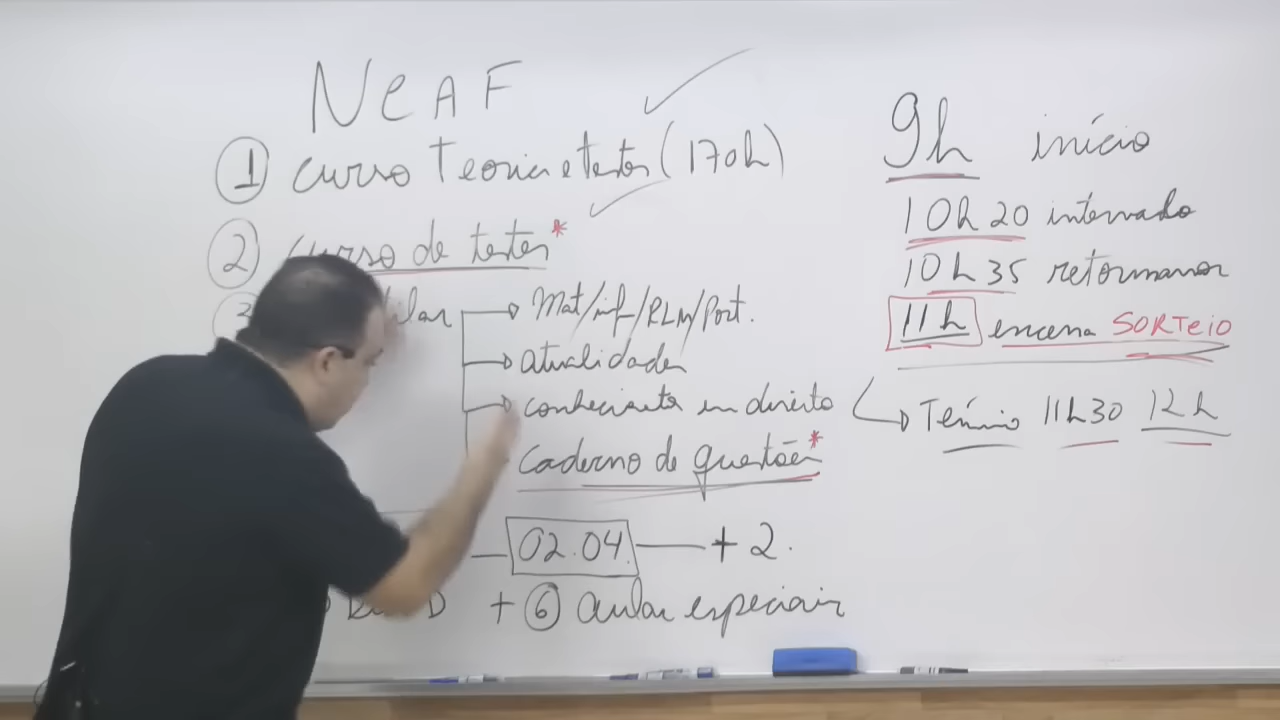 NEAF
1 curso Teoria e testes (170h)
2 curso de testes*
3
Mat/inf/RLM/Port.
atualidades
conhecimento em direito
caderno de questões*
02.04. + 2.
+ 6 aulas especiais
9h início
10h20 intervalo
10h35 retornamos
11h encerra SORTEIO
Término 11h30 12h